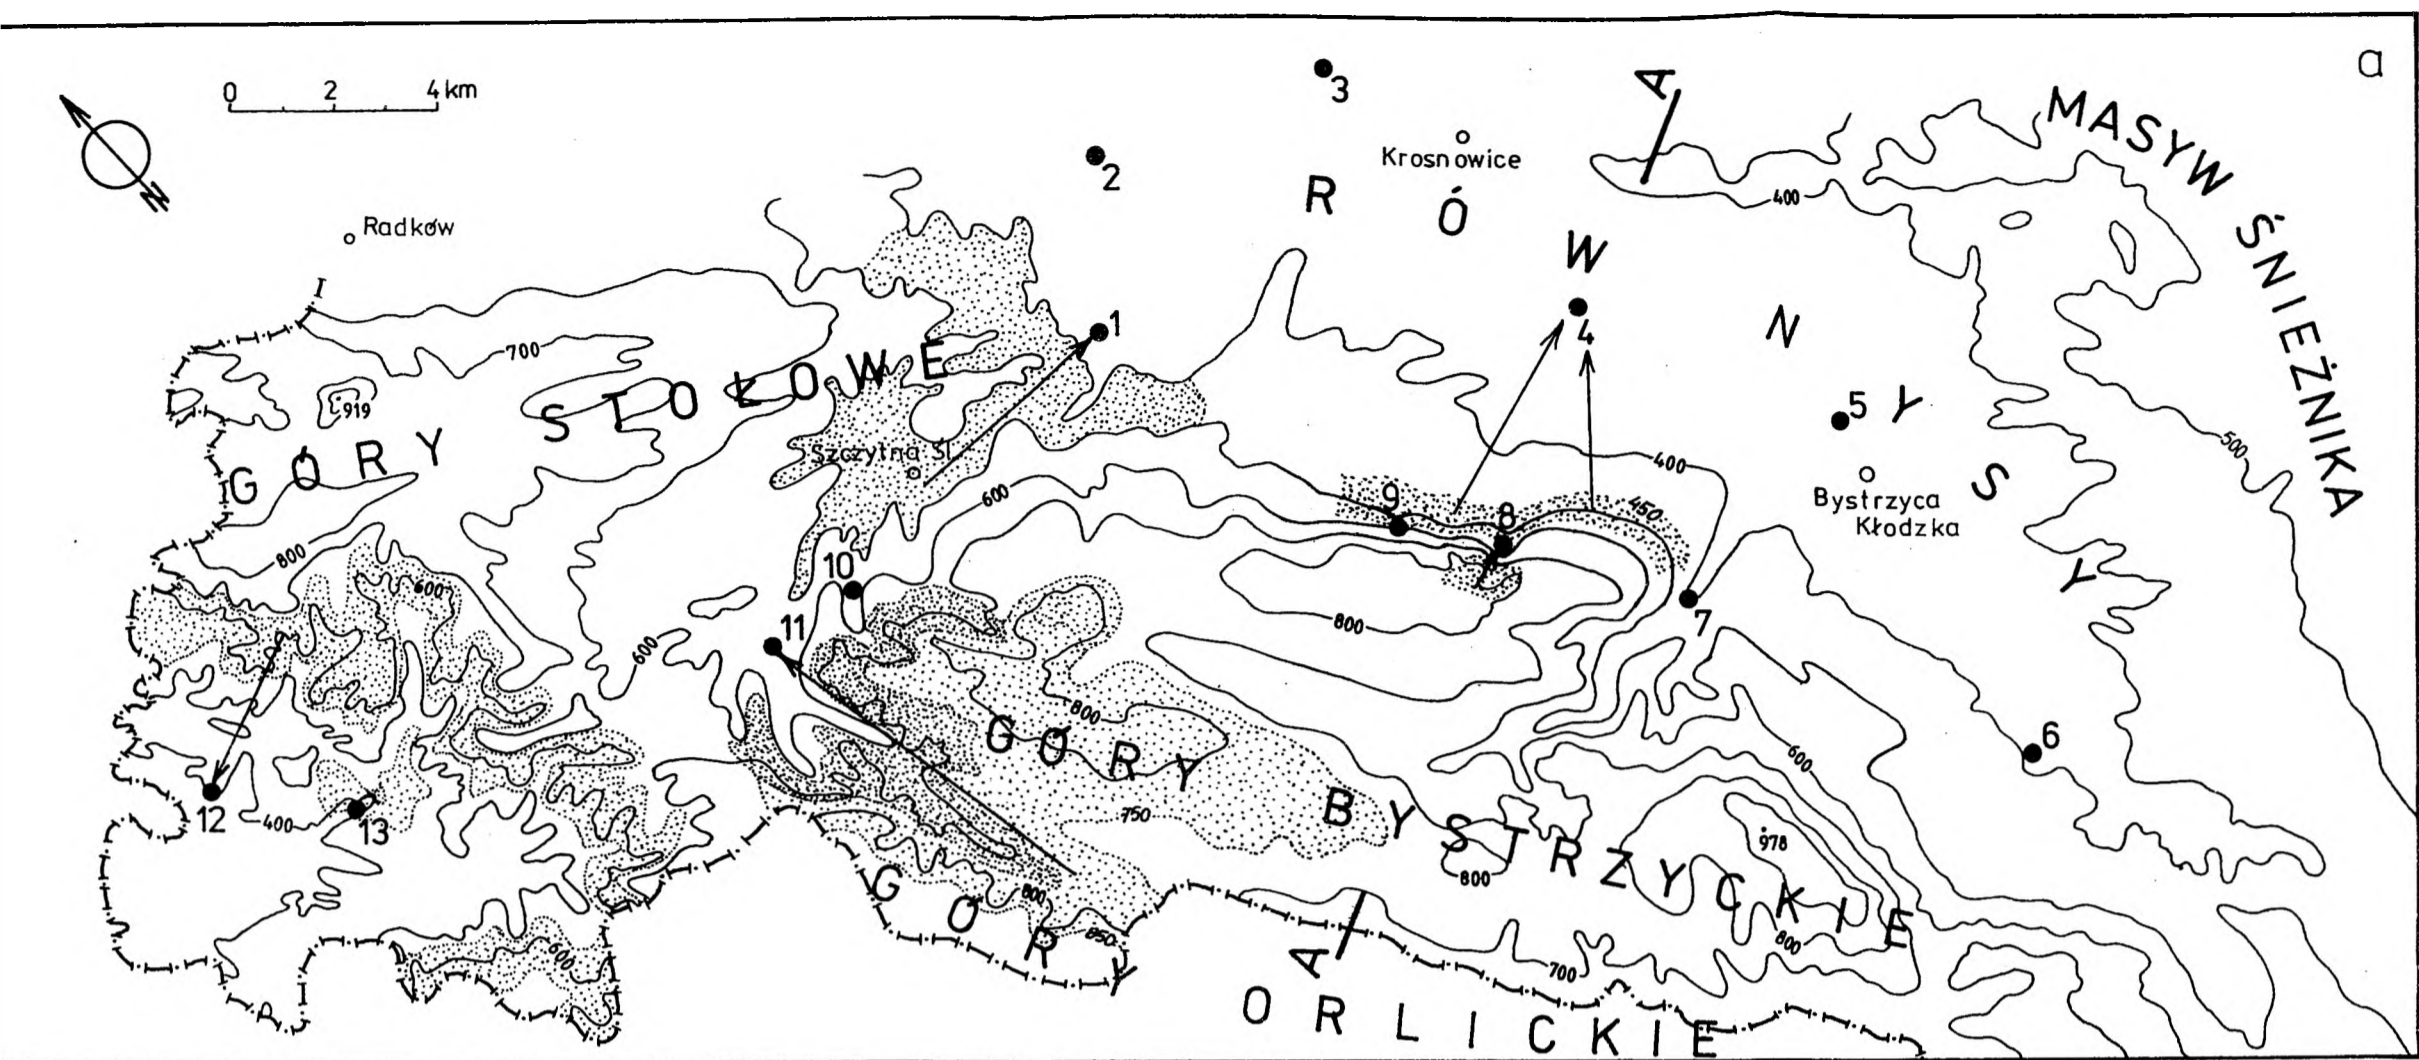 a
0 2 4 km
N
3
Krosnowice
A
MASYW ŚNIEŻNIKA
2
400
RÓWNY
Radków
I
1
4
700
5
919
GÓRY STOŁOWE
Szczytna Śl.
400
500
600
9
8
450
Bystrzyca
Kłodzka
S
Y
800
10
600
800
7
11
600
800
GÓRY BYSTRZYCKIE
6
600
750
12
400
13
978
800
800
850
600
A
700
800
GÓRY ORLICKIE